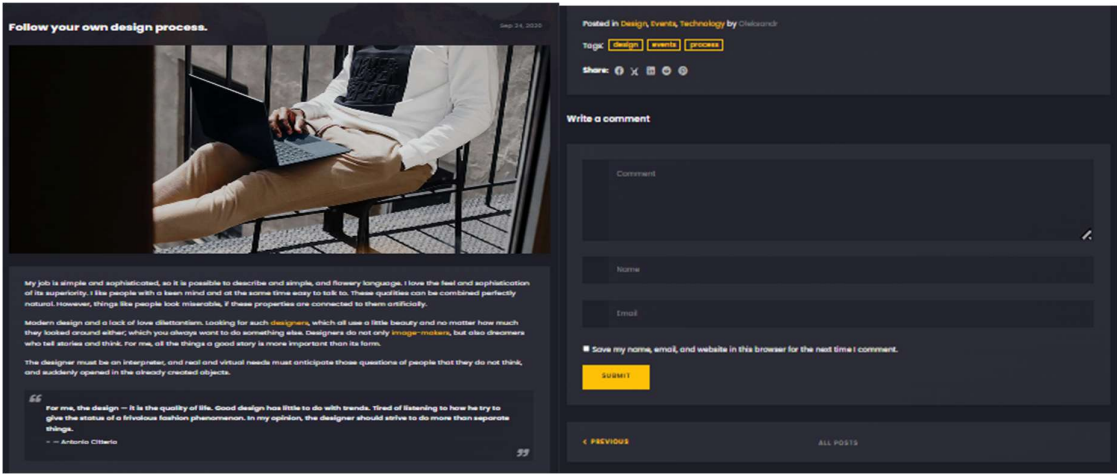 Follow your own design process.
Sep 24, 2020
My job is simple and sophisticated, so it is possible to describe and simple, and flowery language. I love the feel and sophistication
of its superiority. I like people with a keen mind and at the same time easy to talk to. These qualities can be combined perfectly
natural. However, things like people look miserable, if these properties are connected to them artificially.
Modern design and a lack of love dilettantism. Looking for such designers, which all use a little beauty and no matter how much
they looked around either; which you always want to do something else. Designers do not only image-makers, but also dreamers
who tell stories and think. For me, all the things a good story is more important than its form.
The designer must be an interpreter, and real and virtual needs must anticipate those questions of people that they do not think,
and suddenly opened in the already created objects.
“
For me, the design — it is the quality of life. Good design has little to do with trends. Tired of listening to how he try to
give the status of a frivolous fashion phenomenon. In my opinion, the designer should strive to do more than separate
things.
– — Antonio Citterio
”
Posted in Design, Events, Technology by Oleksandr
Tags: design events process
Share:
Write a comment
Comment
Name
Email
Save my name, email, and website in this browser for the next time I comment.
SUBMIT
< PREVIOUS
ALL POSTS